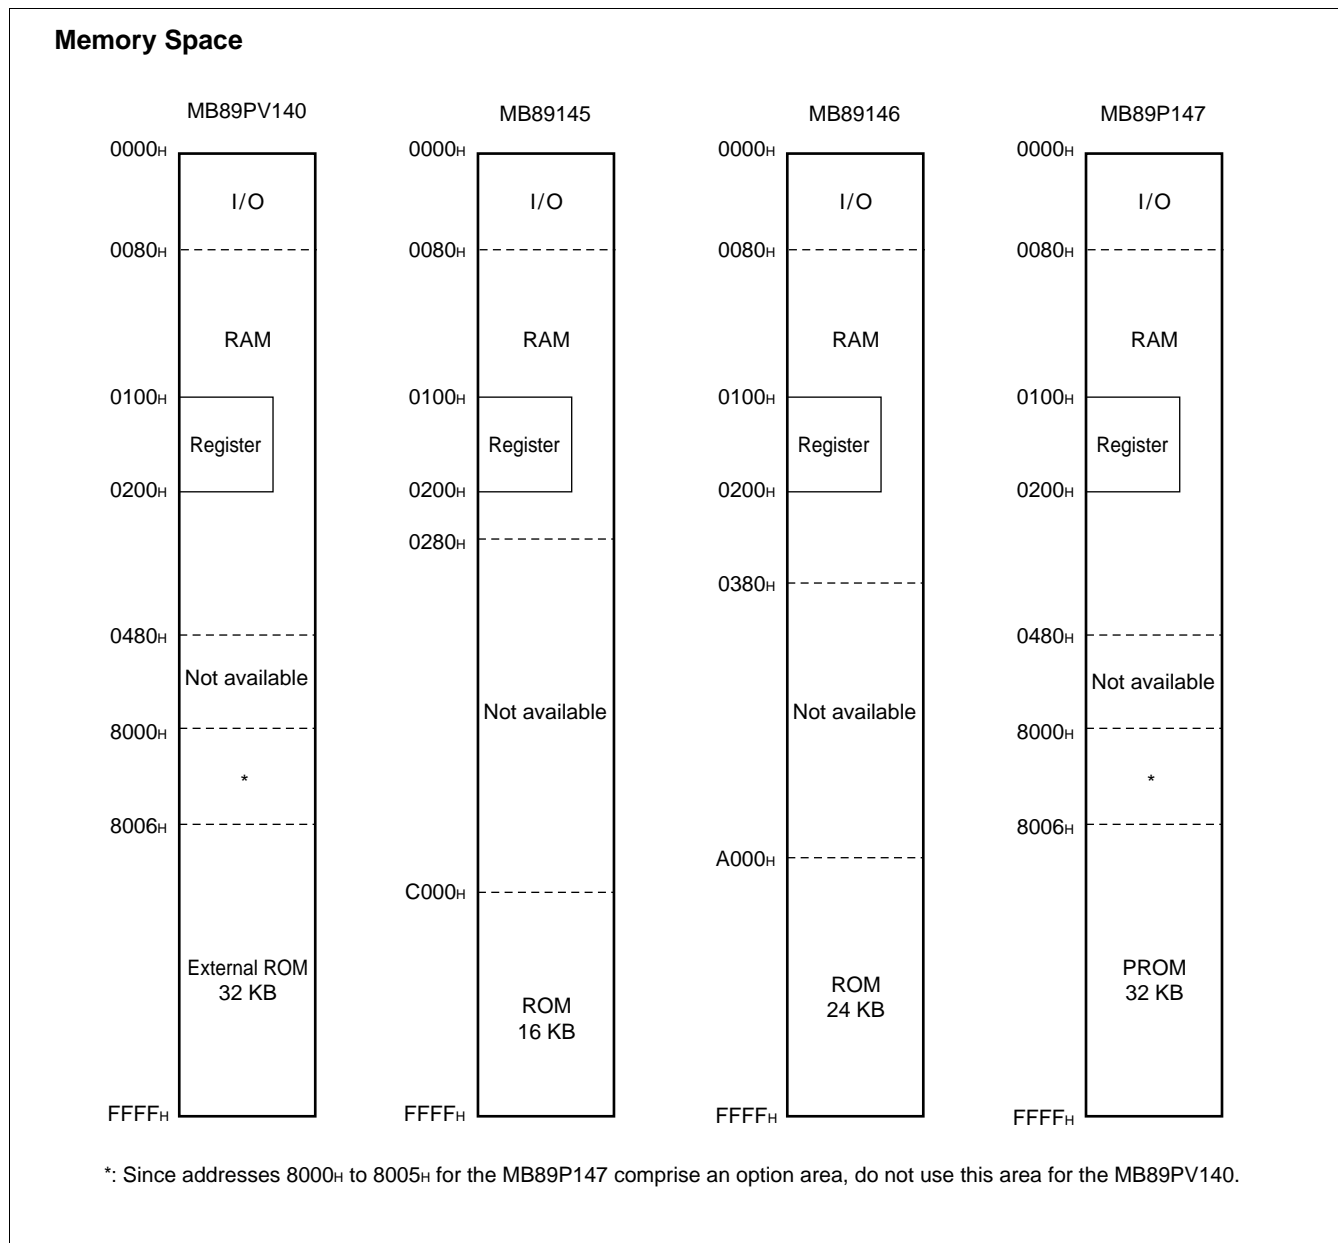 Memory Space
MB89PV140
0000H
I/O
0080H
RAM
0100H
Register
0200H
0480H
Not available
8000H
*
8006H
External ROM
32 KB
FFFFH
MB89145
0000H
I/O
0080H
RAM
0100H
Register
0200H
0280H
Not available
C000H
ROM
16 KB
FFFFH
MB89146
0000H
I/O
0080H
RAM
0100H
Register
0200H
0380H
Not available
A000H
ROM
24 KB
FFFFH
MB89P147
0000H
I/O
0080H
RAM
0100H
Register
0200H
0480H
Not available
8000H
*
8006H
PROM
32 KB
FFFFH
*: Since addresses 8000H to 8005H for the MB89P147 comprise an option area, do not use this area for the MB89PV140.